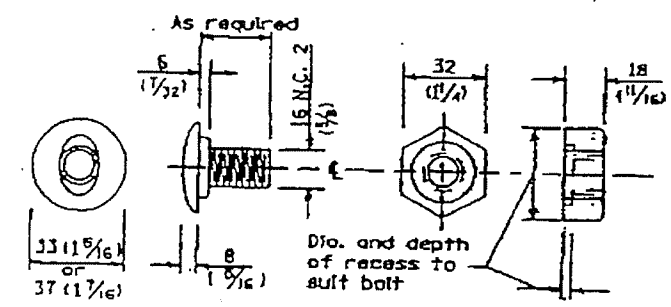 As required
6
(7/32)
16 N.C. 2
(5/8)
32
(1 1/4)
18
(11/16)
℄
33 (1 5/16)
or
37 (1 7/16)
8
(5/16)
Dia. and depth
of recess to
suit bolt